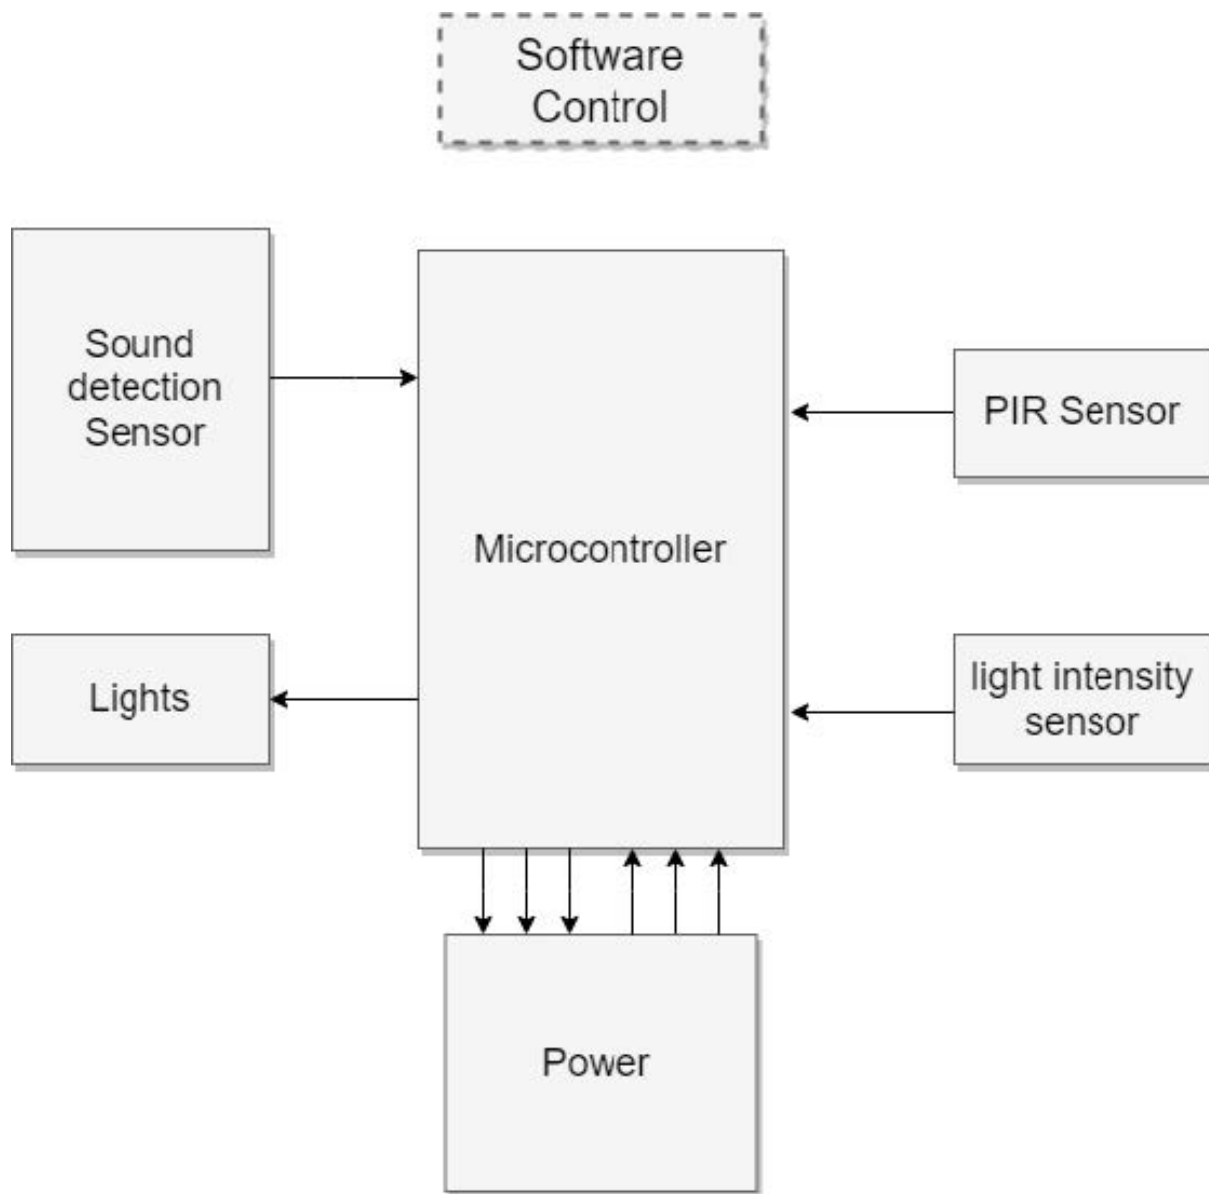 Software
Control
Sound
detection
Sensor
PIR Sensor
Microcontroller
Lights
light intensity
sensor
Power